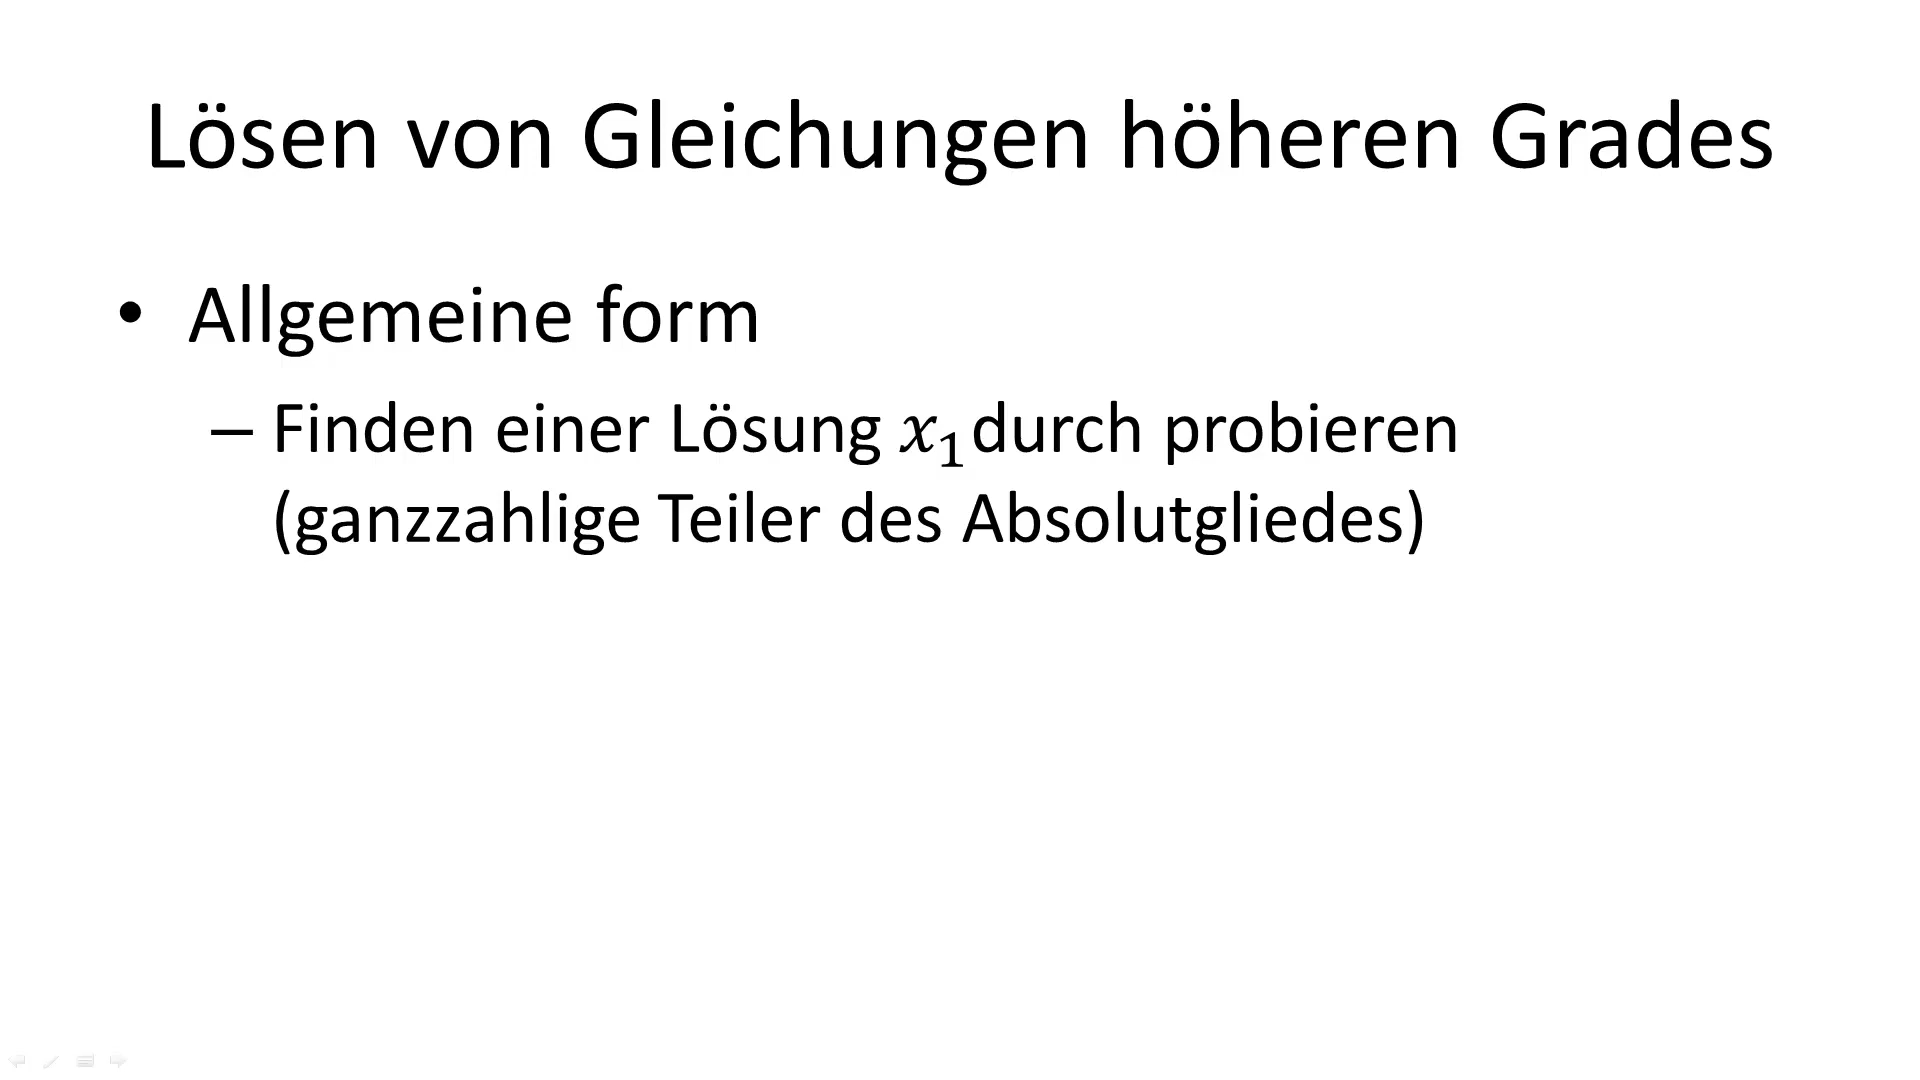 Lösen von Gleichungen höheren Grades
• Allgemeine form
– Finden einer Lösung 𝑥₁ durch probieren
(ganzzahlige Teiler des Absolutgliedes)